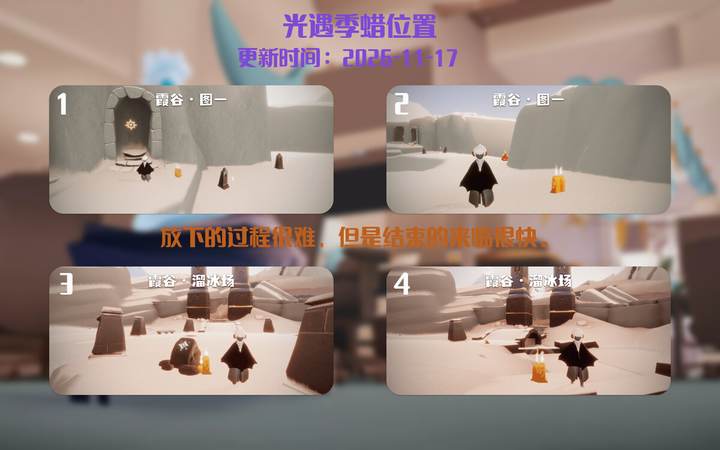 光遇季蜡位置
更新时间：2026-11-17
1
霞谷·图一
2
霞谷·图一
放下的过程很难，但是结束的来临很快。
3
霞谷·溜冰场
4
霞谷·溜冰场